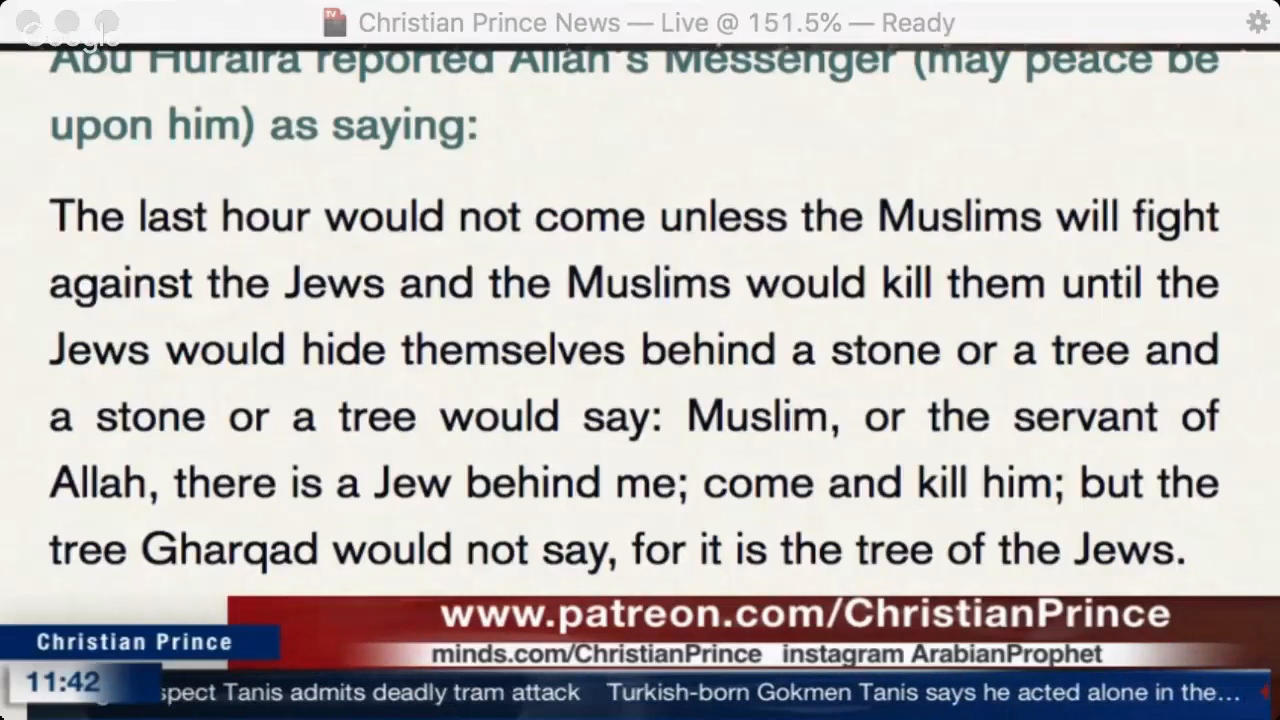 Christian Prince News — Live @ 151.5% — Ready
Google
Abu Huraira reported Allah's Messenger (may peace be
upon him) as saying:
The last hour would not come unless the Muslims will fight
against the Jews and the Muslims would kill them until the
Jews would hide themselves behind a stone or a tree and
a stone or a tree would say: Muslim, or the servant of
Allah, there is a Jew behind me; come and kill him; but the
tree Gharqad would not say, for it is the tree of the Jews.
www.patreon.com/ChristianPrince
Christian Prince
minds.com/ChristianPrince instagram ArabianProphet
11:42
spect Tanis admits deadly tram attack Turkish-born Gokmen Tanis says he acted alone in the...